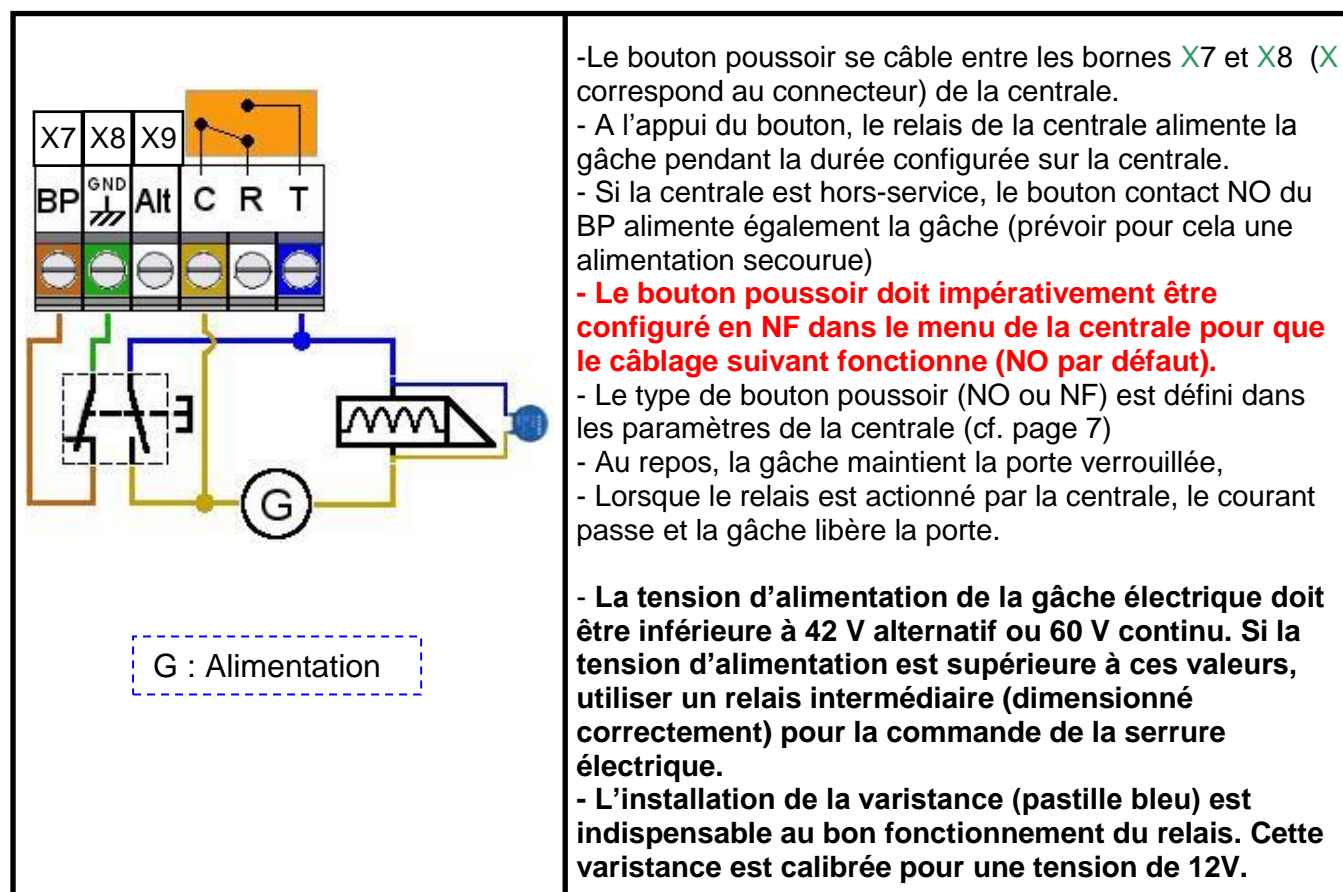 X7 X8 X9
BP GND Alt C R T
G
G : Alimentation
-Le bouton poussoir se câble entre les bornes X7 et X8 (X
correspond au connecteur) de la centrale.
- A l’appui du bouton, le relais de la centrale alimente la
gâche pendant la durée configurée sur la centrale.
- Si la centrale est hors-service, le bouton contact NO du
BP alimente également la gâche (prévoir pour cela une
alimentation secourue)
- Le bouton poussoir doit impérativement être
configuré en NF dans le menu de la centrale pour que
le câblage suivant fonctionne (NO par défaut).
- Le type de bouton poussoir (NO ou NF) est défini dans
les paramètres de la centrale (cf. page 7)
- Au repos, la gâche maintient la porte verrouillée,
- Lorsque le relais est actionné par la centrale, le courant
passe et la gâche libère la porte.
- La tension d’alimentation de la gâche électrique doit
être inférieure à 42 V alternatif ou 60 V continu. Si la
tension d’alimentation est supérieure à ces valeurs,
utiliser un relais intermédiaire (dimensionné
correctement) pour la commande de la serrure
électrique.
- L’installation de la varistance (pastille bleu) est
indispensable au bon fonctionnement du relais. Cette
varistance est calibrée pour une tension de 12V.